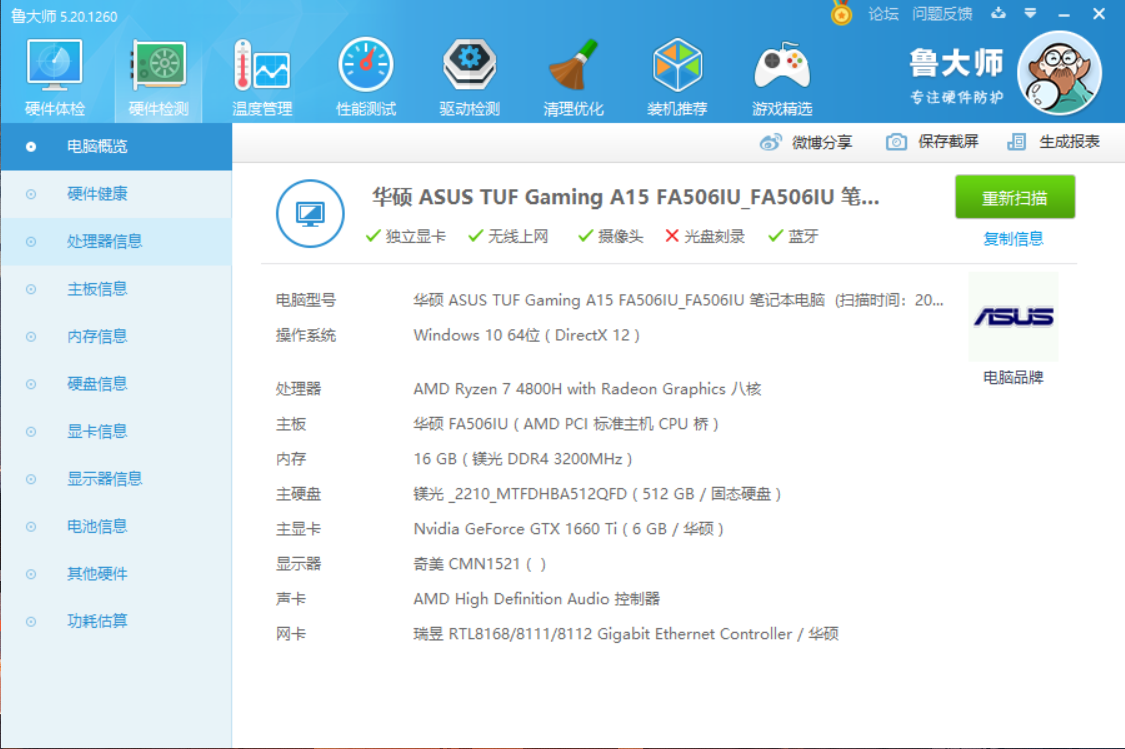 鲁大师 5.20.1260
论坛 问题反馈
硬件体检 硬件检测 温度管理 性能测试 驱动检测 清理优化 装机推荐 游戏精选
鲁大师
专注硬件防护
微博分享 保存截屏 生成报表
电脑概览
硬件健康
处理器信息
主板信息
内存信息
硬盘信息
显卡信息
显示器信息
电池信息
其他硬件
功耗估算
华硕 ASUS TUF Gaming A15 FA506IU_FA506IU 笔...
独立显卡 无线上网 摄像头 光盘刻录 蓝牙
重新扫描
复制信息
电脑型号 华硕 ASUS TUF Gaming A15 FA506IU_FA506IU 笔记本电脑 (扫描时间：20...
操作系统 Windows 10 64位 ( DirectX 12 )
处理器 AMD Ryzen 7 4800H with Radeon Graphics 八核
主板 华硕 FA506IU ( AMD PCI 标准主机 CPU 桥 )
内存 16 GB ( 镁光 DDR4 3200MHz )
主硬盘 镁光 _2210_MTFDHBA512QFD ( 512 GB / 固态硬盘 )
主显卡 Nvidia GeForce GTX 1660 Ti ( 6 GB / 华硕 )
显示器 奇美 CMN1521 ( )
声卡 AMD High Definition Audio 控制器
网卡 瑞昱 RTL8168/8111/8112 Gigabit Ethernet Controller / 华硕
ASUS
电脑品牌